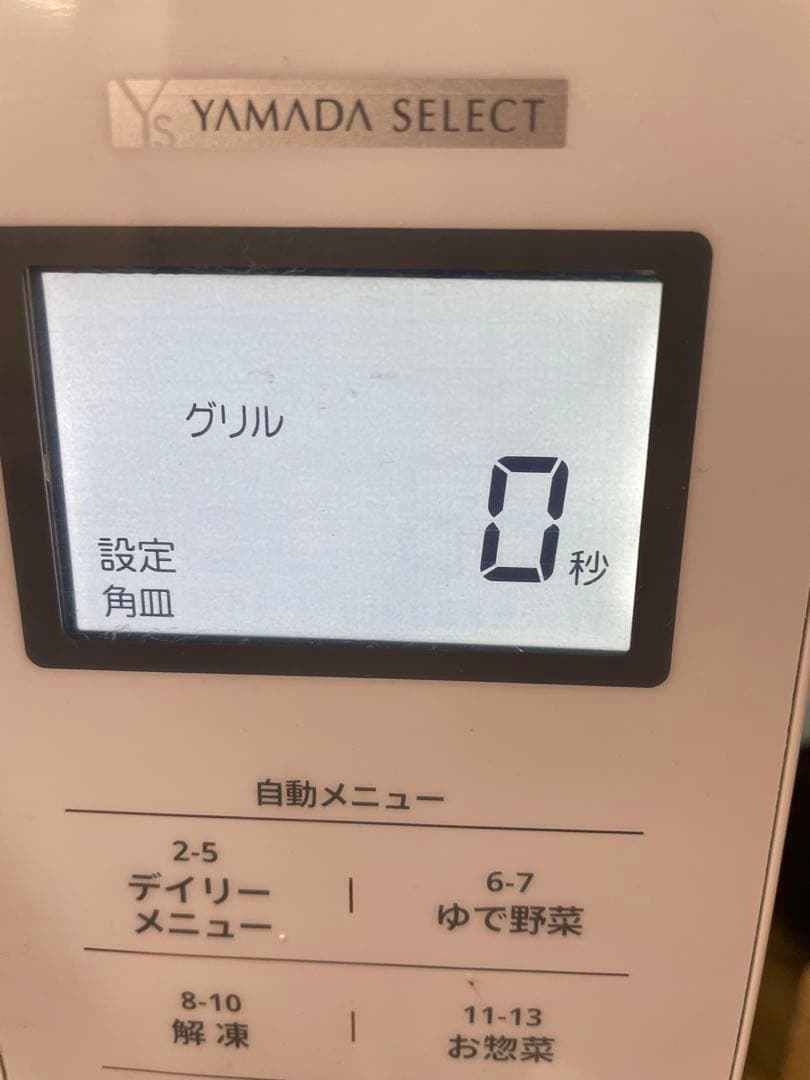 YS YAMADA SELECT
グリル
0秒
設定
角皿
自動メニュー
2-5
デイリー
メニュー
6-7
ゆで野菜
8-10
解凍
11-13
お惣菜